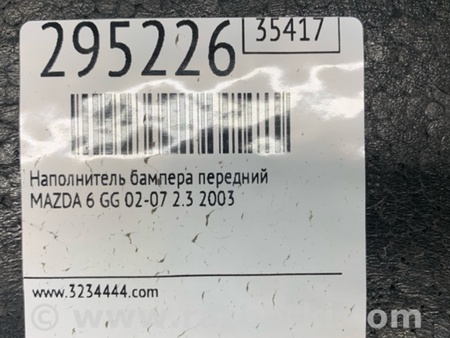 295226
35417
Наполнитель бампера передний
MAZDA 6 GG 02-07 2.3 2003
www.3234444.com